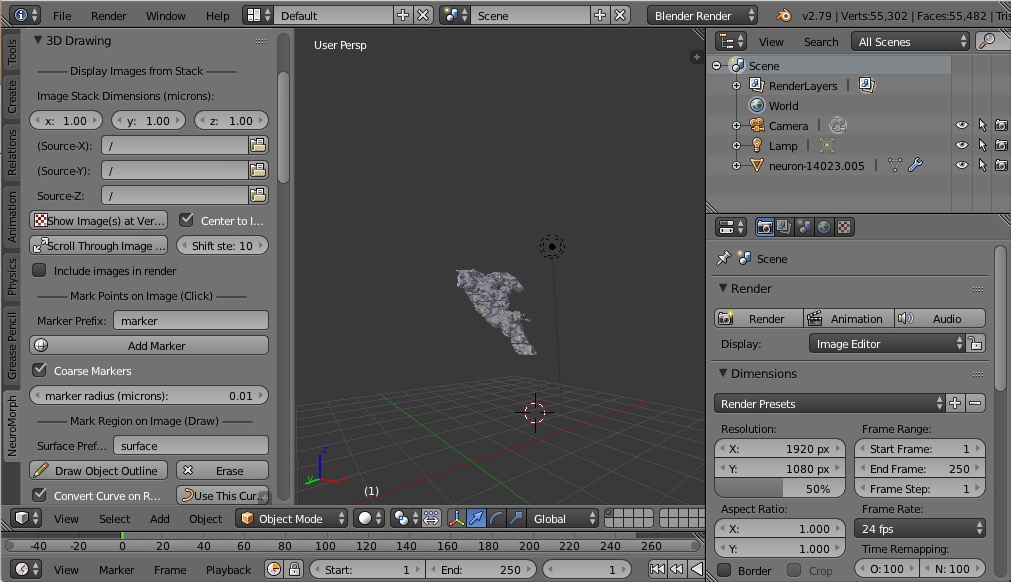 File Render Window Help Default Scene Blender Render v2.79 | Verts:55,302 | Faces:55,482 | Tris
3D Drawing
Display Images from Stack
Image Stack Dimensions (microns):
x: 1.00 y: 1.00 z: 1.00
(Source-X): /
(Source-Y): /
Source-Z: /
Show Image(s) at Ver... Center to I...
Scroll Through Image ... Shift ste: 10
Include images in render
Mark Points on Image (Click)
Marker Prefix: marker
Add Marker
Coarse Markers
marker radius (microns): 0.01
Mark Region on Image (Draw)
Surface Pref... surface
Draw Object Outline Erase
Convert Curve on R... Use This Cur...
Tools
Create
Relations
Animation
Physics
Grease Pencil
NeuroMorph
User Persp
z
(1)
View Select Add Object Object Mode Global
-40 -20 0 20 40 60 80 100 120 140 160 180 200 220 240 260
View Marker Frame Playback Start: 1 End: 250 1
View Search All Scenes
Scene
RenderLayers
World
Camera
Lamp
neuron-14023.005
Scene
Render
Render Animation Audio
Display: Image Editor
Dimensions
Render Presets
Resolution: Frame Range:
X: 1920 px Start Frame: 1
Y: 1080 px End Frame: 250
50% Frame Step: 1
Aspect Ratio: Frame Rate:
X: 1.000 24 fps
Y: 1.000 Time Remapping:
Border Crop O: 100 N: 100